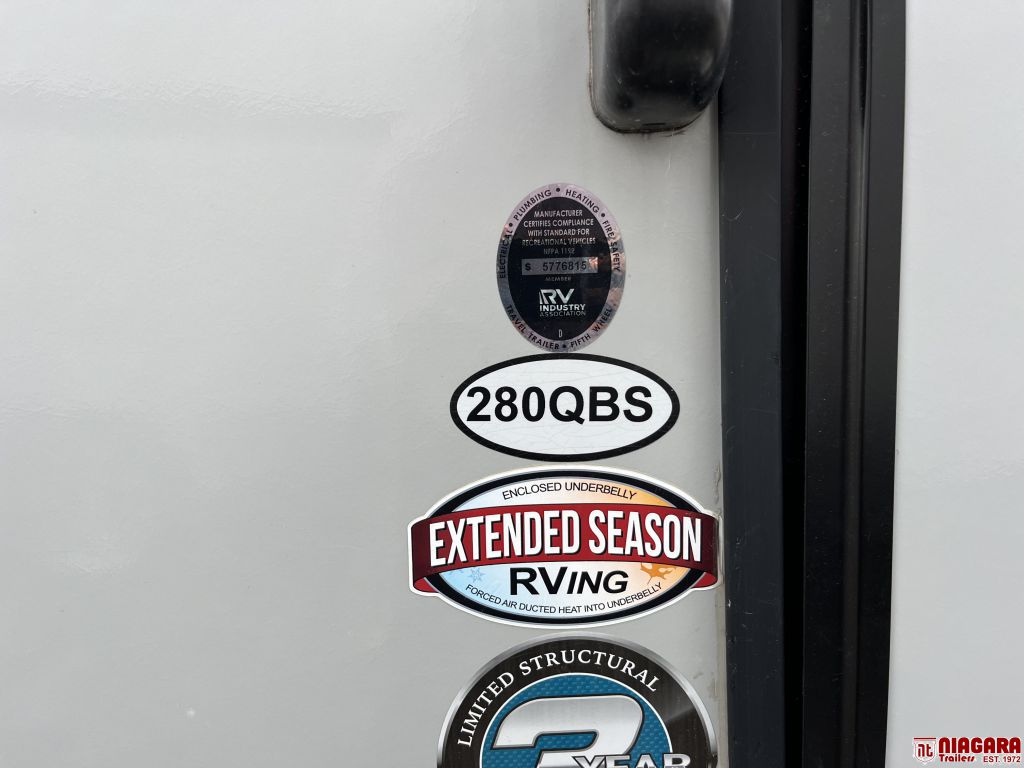 ELECTRICAL • PLUMBING • HEATING • FIRE SAFETY
MANUFACTURER
CERTIFIES COMPLIANCE
WITH STANDARD FOR
RECREATIONAL VEHICLES
NFPA 1192
S 5776815
MEMBER
RV
INDUSTRY
ASSOCIATION
D
TRAVEL TRAILER • FIFTH WHEEL
280QBS
ENCLOSED UNDERBELLY
EXTENDED SEASON
RVING
FORCED AIR DUCTED HEAT INTO UNDERBELLY
LIMITED STRUCTURAL
YEAR
nt NIAGARA
Trailers EST. 1972